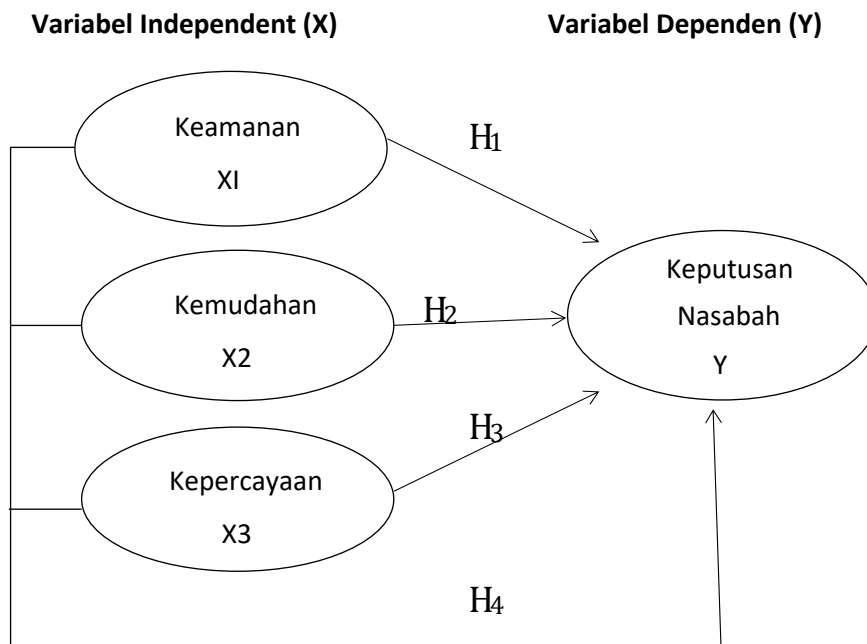 Variabel Independent (X)
Variabel Dependen (Y)
Keamanan
XI
H1
Kemudahan
X2
H2
Keputusan
Nasabah
Y
Kepercayaan
X3
H3
H4